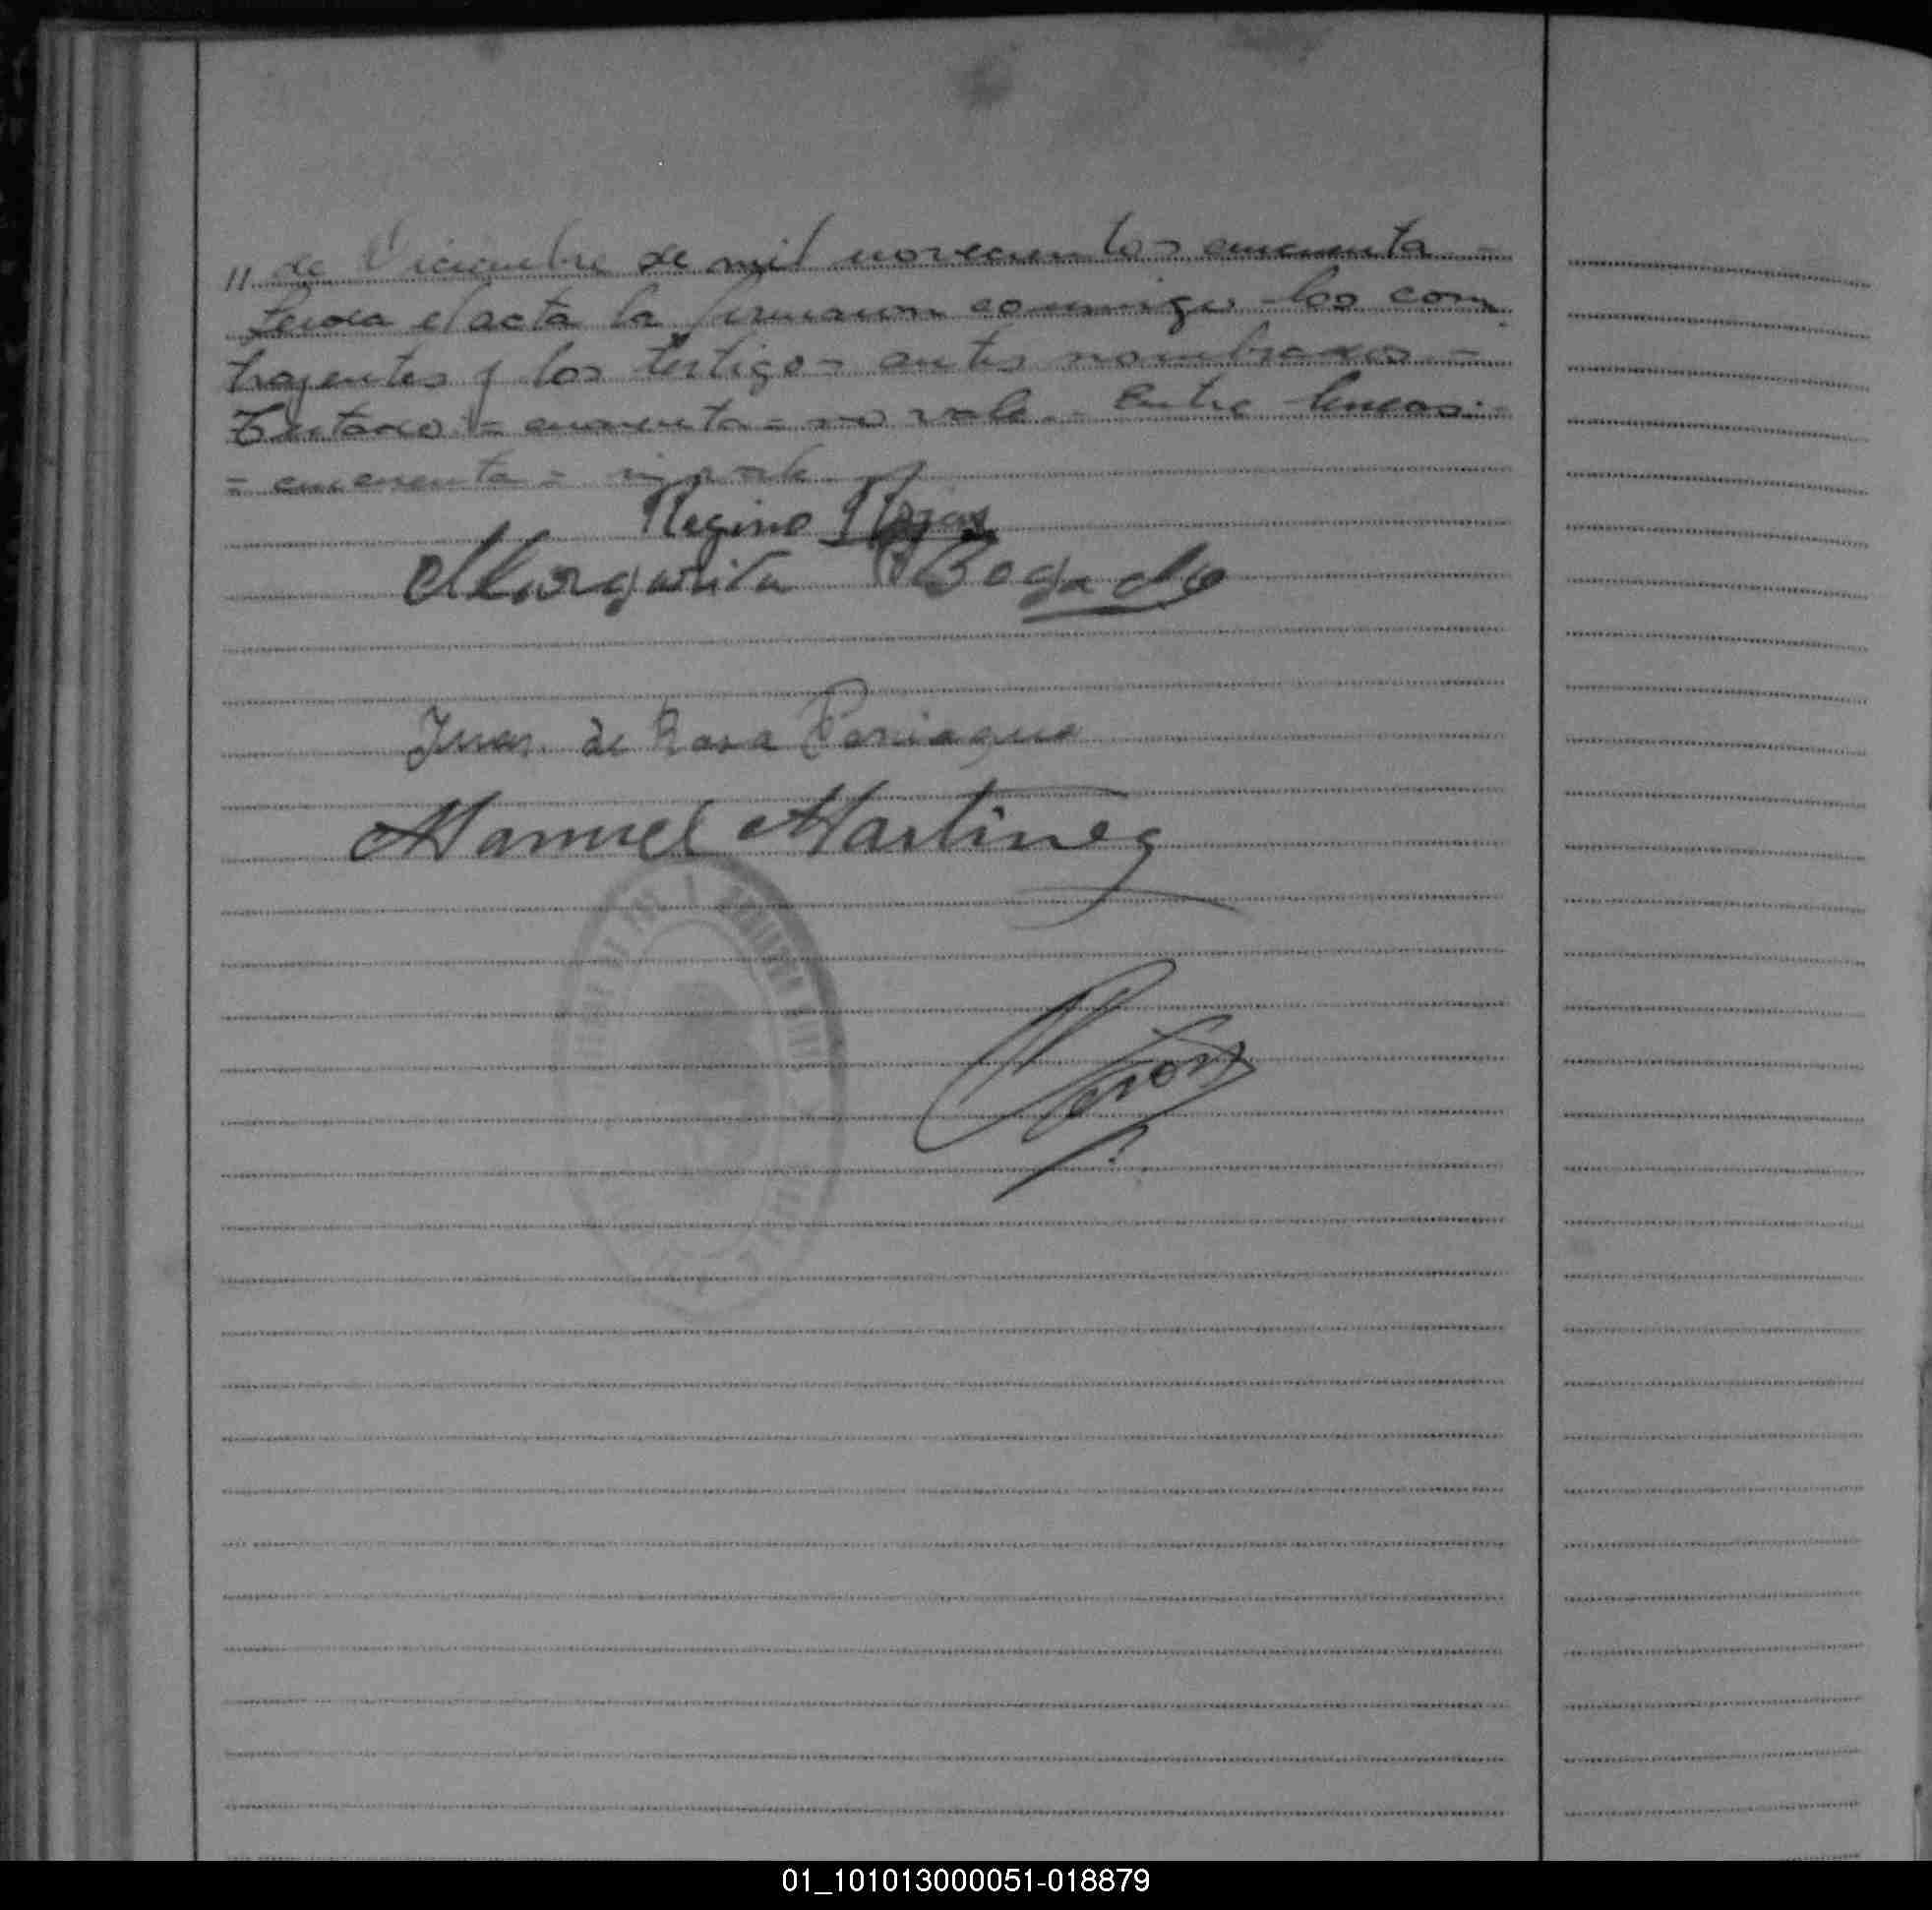 " de Diciembre de mil novecientos cincuenta =
Leida el acta la firmaron conmigo los con
trayentes y los testigos antes nombrados. =
Testado: = cuarenta = no vale. = Entre lineas: =
= cincuenta = si vale
Regino Rojas
Margarita Bogado
Juan de Rosa Paniagua
Manuel Martinez
01_101013000051-018879